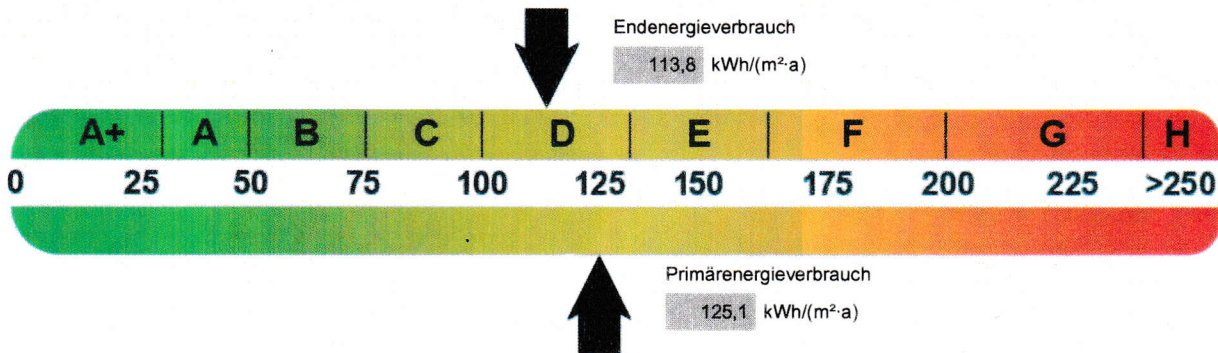 Endenergieverbrauch
113,8 kWh/(m²·a)
A+ A B C D E F G H
0 25 50 75 100 125 150 175 200 225 >250
Primärenergieverbrauch
125,1 kWh/(m²·a)